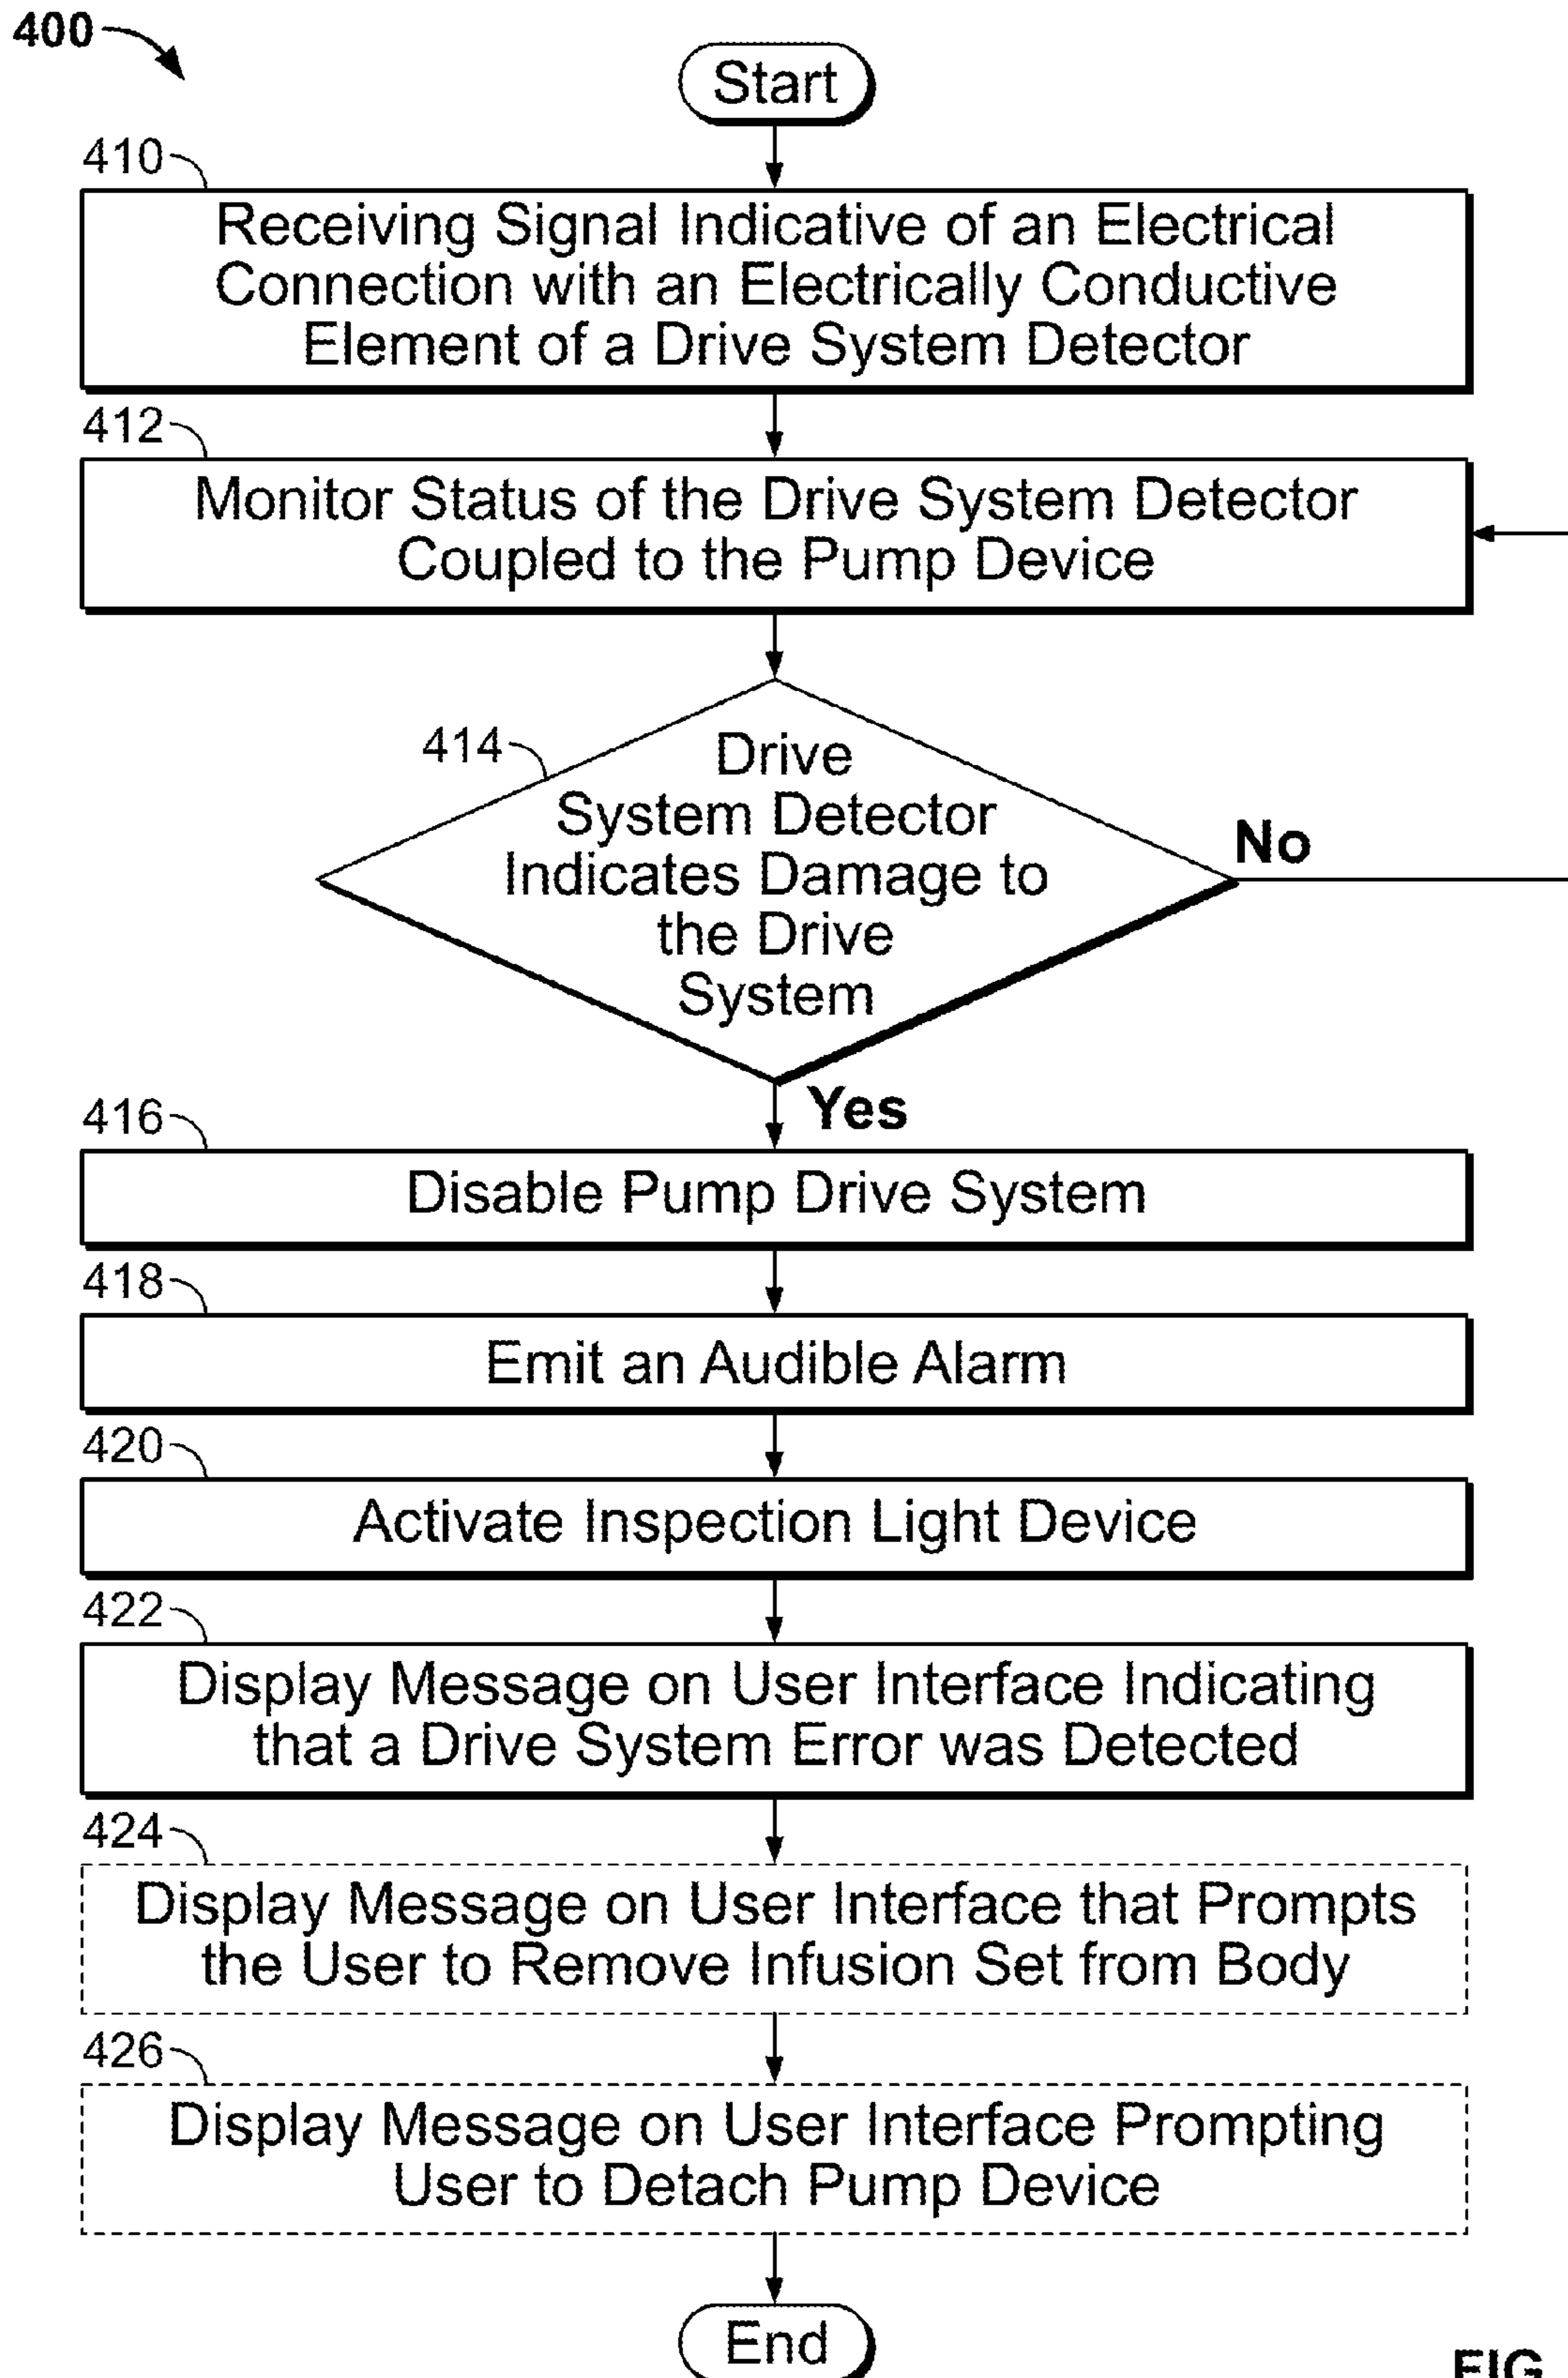 400
Start
410
Receiving Signal Indicative of an Electrical
Connection with an Electrically Conductive
Element of a Drive System Detector
412
Monitor Status of the Drive System Detector
Coupled to the Pump Device
414
Drive
System Detector
Indicates Damage to
the Drive
System
No
Yes
416
Disable Pump Drive System
418
Emit an Audible Alarm
420
Activate Inspection Light Device
422
Display Message on User Interface Indicating
that a Drive System Error was Detected
424
Display Message on User Interface that Prompts
the User to Remove Infusion Set from Body
426
Display Message on User Interface Prompting
User to Detach Pump Device
End
FIG